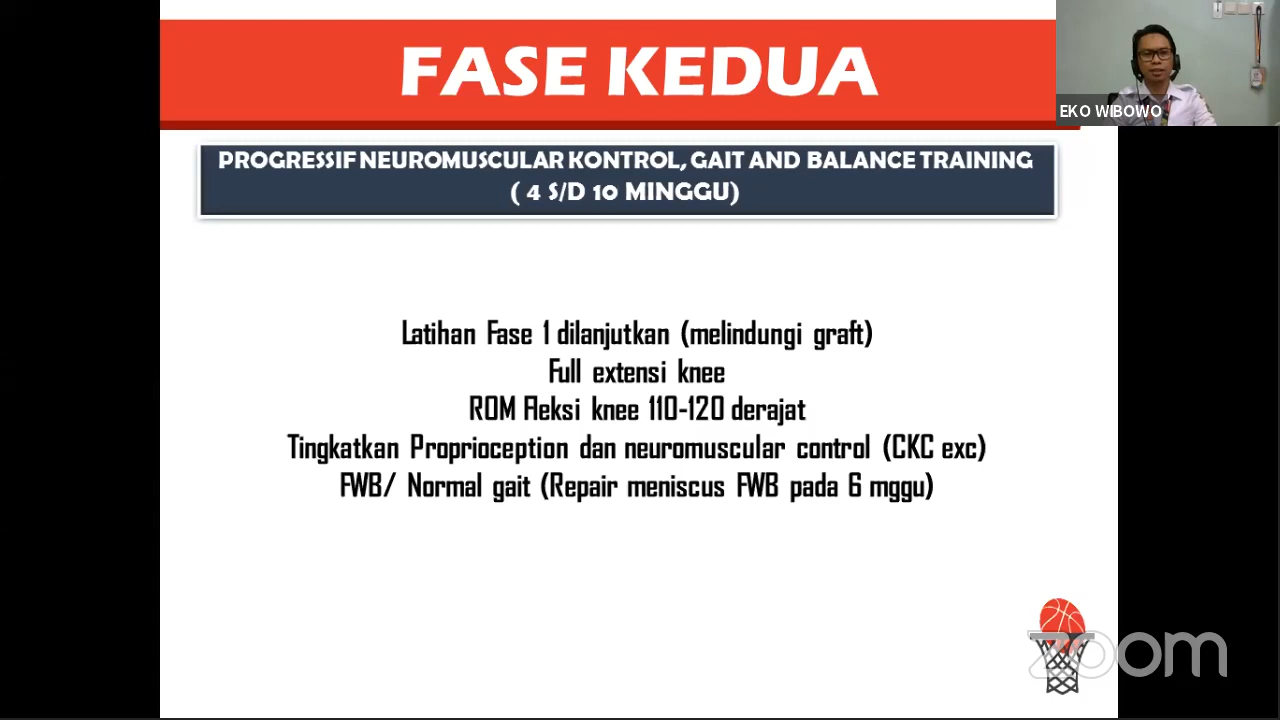 FASE KEDUA
EKO WIBOWO
PROGRESSIF NEUROMUSCULAR KONTROL, GAIT AND BALANCE TRAINING
( 4 S/D 10 MINGGU)
Latihan Fase 1 dilanjutkan (melindungi graft)
Full extensi knee
ROM Fleksi knee 110-120 derajat
Tingkatkan Proprioception dan neuromuscular control (CKC exc)
FWB/ Normal gait (Repair meniscus FWB pada 6 mggu)
zoom